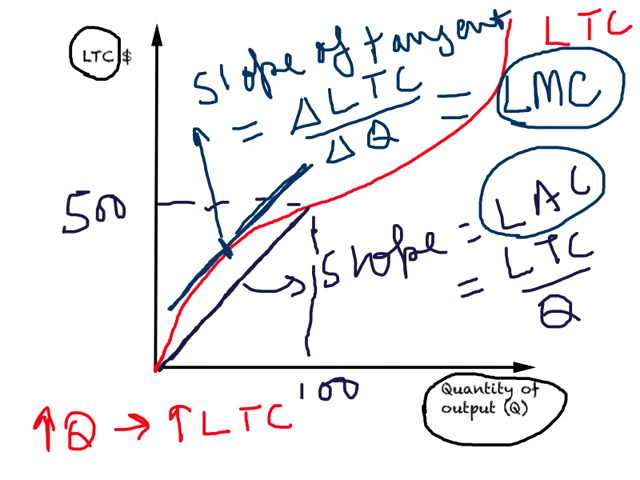 LTC $
LTC
Slope of tangent
= ΔLTC/ΔQ = LMC
500
Slope = LAC
= LTC/Q
100
Quantity of
output (Q)
↑Q → ↑LTC